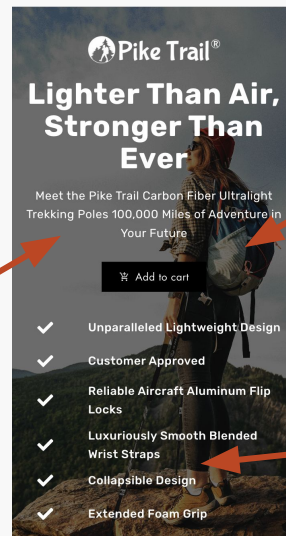 Pike Trail®
Lighter Than Air,
Stronger Than
Ever
Meet the Pike Trail Carbon Fiber Ultralight
Trekking Poles 100,000 Miles of Adventure in
Your Future
Add to cart
Unparalleled Lightweight Design
Customer Approved
Reliable Aircraft Aluminum Flip
Locks
Luxuriously Smooth Blended
Wrist Straps
Collapsible Design
Extended Foam Grip